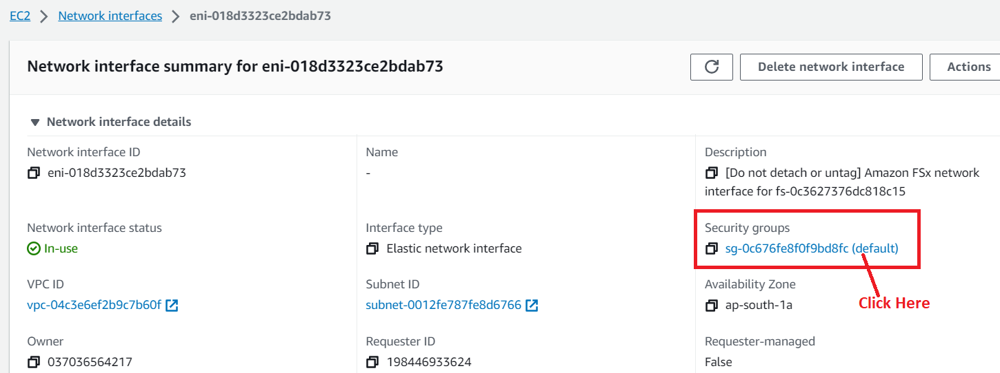 EC2 > Network interfaces > eni-018d3323ce2bdab73
Network interface summary for eni-018d3323ce2bdab73
Delete network interface
Actions
Network interface details
Network interface ID
eni-018d3323ce2bdab73
Name
-
Description
[Do not detach or untag] Amazon FSx network
interface for fs-0c3627376dc818c15
Network interface status
In-use
Interface type
Elastic network interface
Security groups
sg-0c676fe8f0f9bd8fc (default)
VPC ID
vpc-04c3e6ef2b9c7b60f
Subnet ID
subnet-0012fe787fe8d6766
Availability Zone
ap-south-1a
Click Here
Owner
037036564217
Requester ID
198446933624
Requester-managed
False